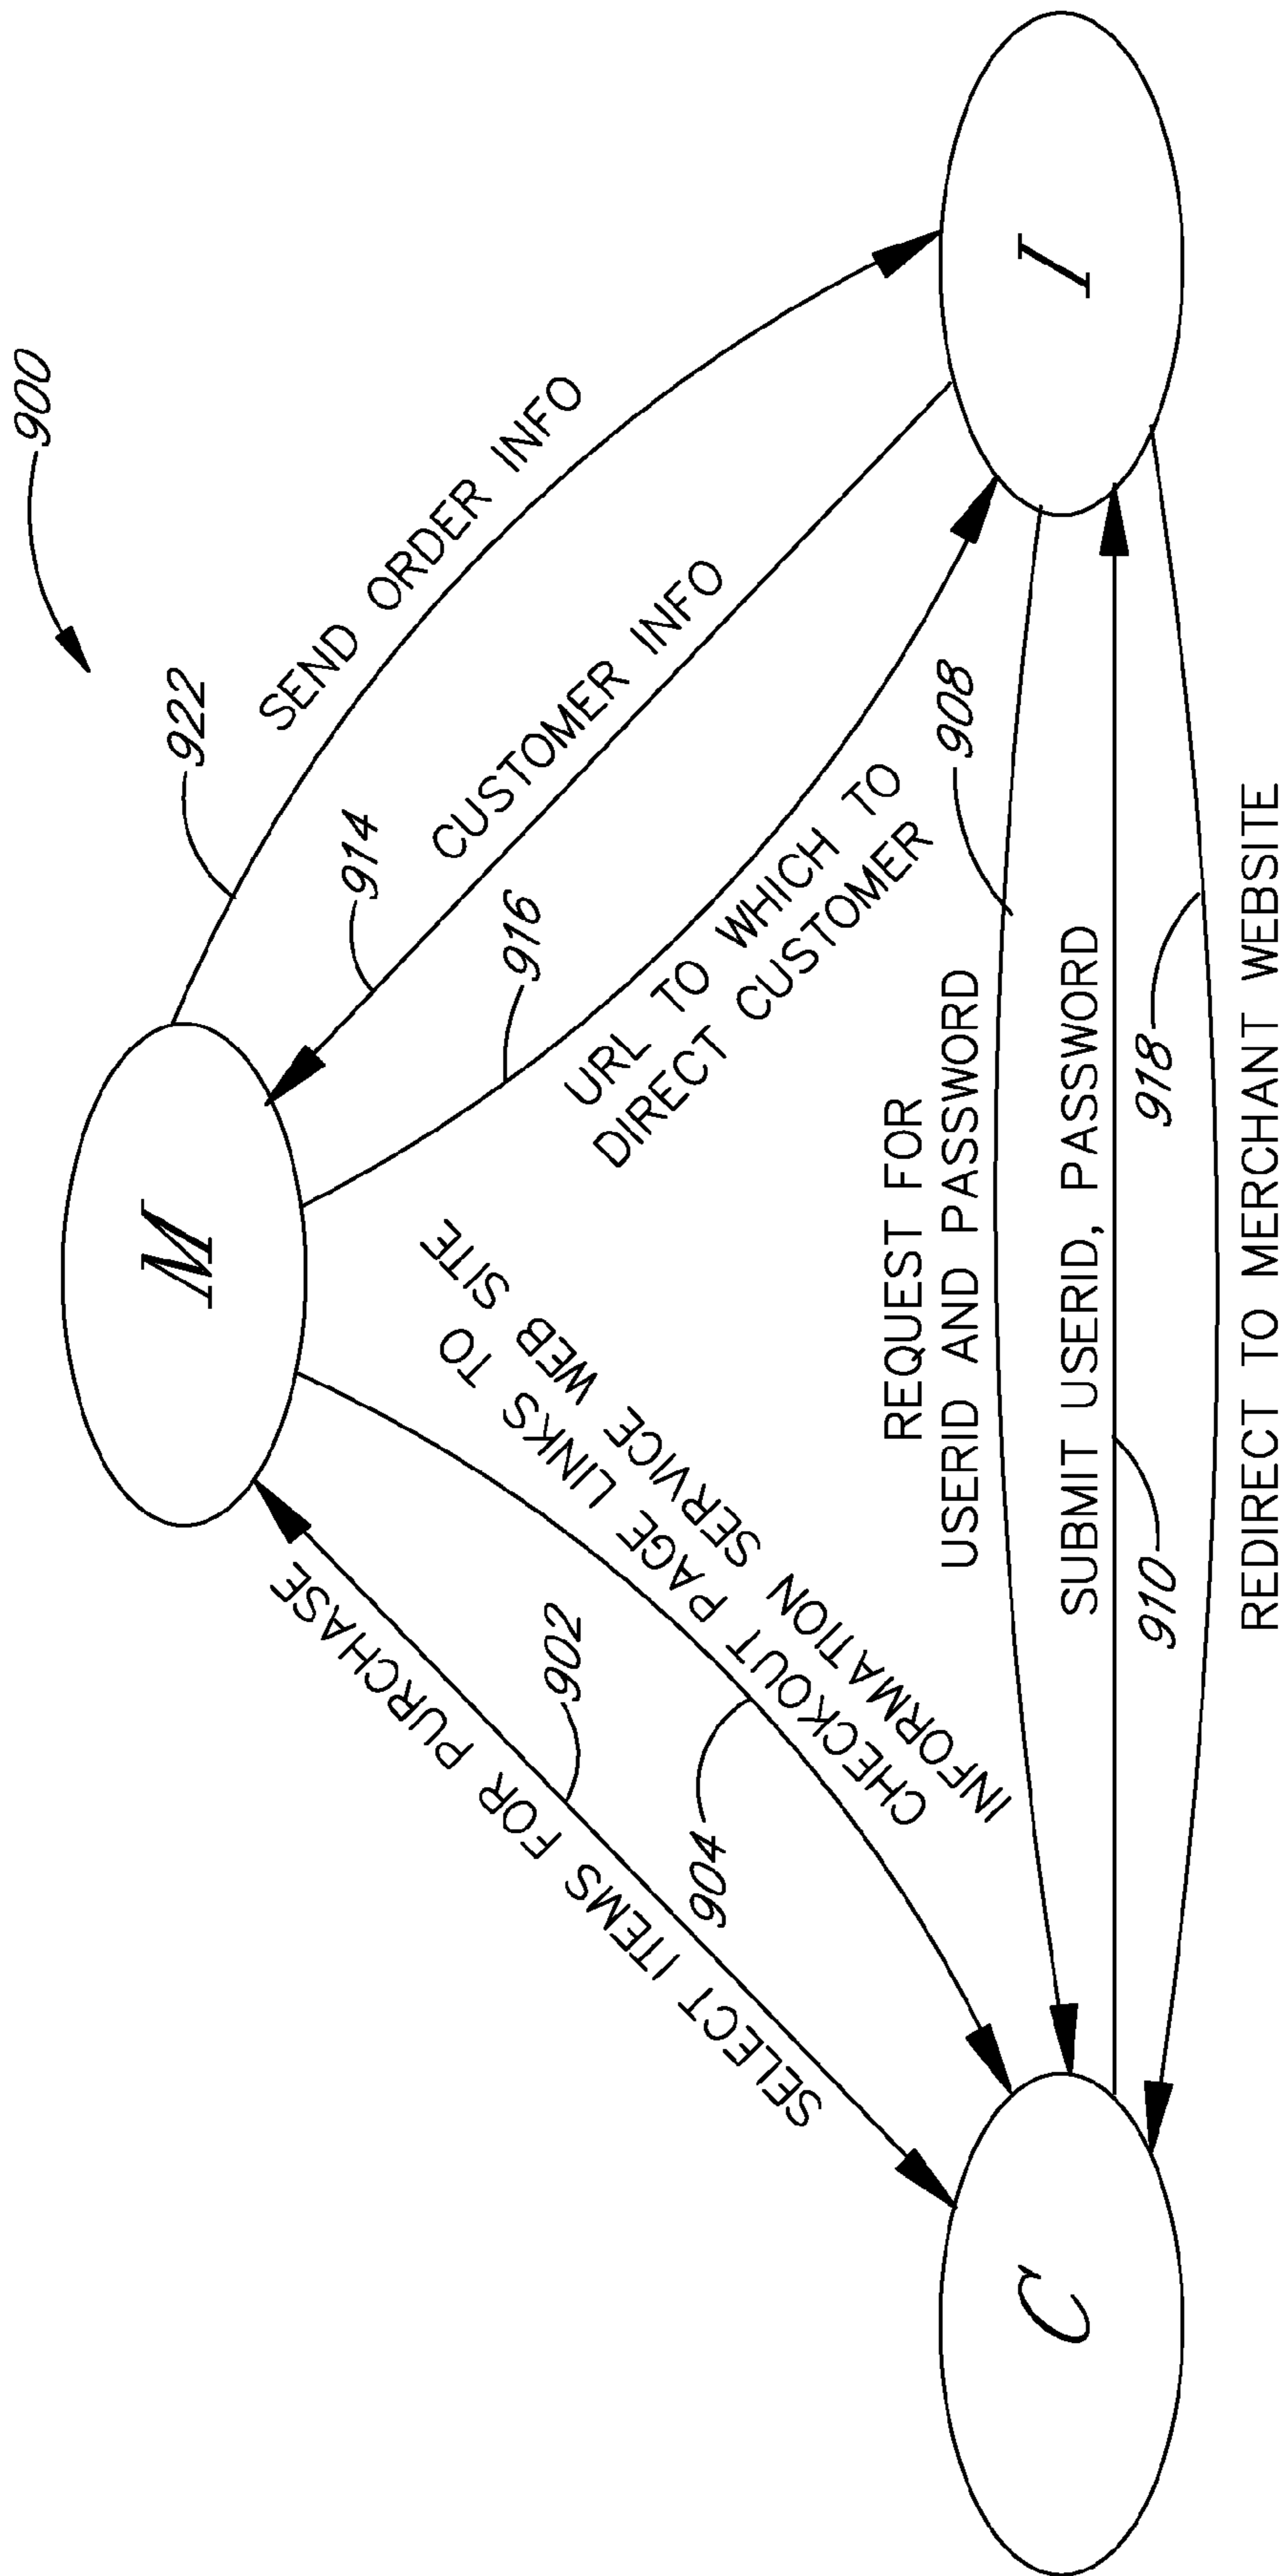 900
M
922
SEND ORDER INFO
914
CUSTOMER INFO
916
URL TO WHICH TO
DIRECT CUSTOMER
SELECT ITEMS FOR PURCHASE
902
904
CHECKOUT PAGE LINKS TO
INFORMATION SERVICE WEB SITE
REQUEST FOR
USERID AND PASSWORD
908
C
I
SUBMIT USERID, PASSWORD
910
918
REDIRECT TO MERCHANT WEBSITE